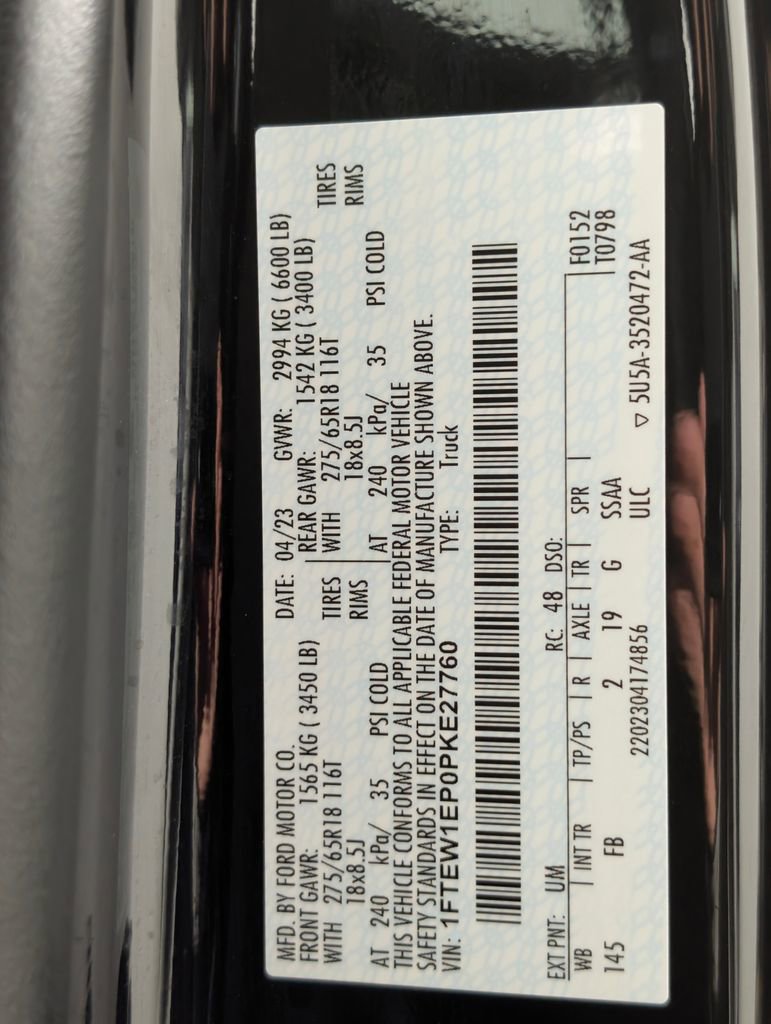 MFD. BY FORD MOTOR CO. DATE: 04/23 GVWR: 2994 KG ( 6600 LB)
FRONT GAWR: 1565 KG ( 3450 LB) REAR GAWR: 1542 KG ( 3400 LB)
WITH 275/65R18 116T TIRES WITH 275/65R18 116T TIRES
18x8.5J RIMS 18x8.5J RIMS
AT 240 kPa/ 35 PSI COLD AT 240 kPa/ 35 PSI COLD
THIS VEHICLE CONFORMS TO ALL APPLICABLE FEDERAL MOTOR VEHICLE
SAFETY STANDARDS IN EFFECT ON THE DATE OF MANUFACTURE SHOWN ABOVE.
VIN: 1FTEW1EP0PKE27760 TYPE: Truck
EXT PNT: UM RC: 48 DSO:
WB INT TR TP/PS R AXLE TR SPR F0152
T0798
145 FB 2 19 G SSAA
ULC
2202304174856 ▽ 5U5A-3520472-AA